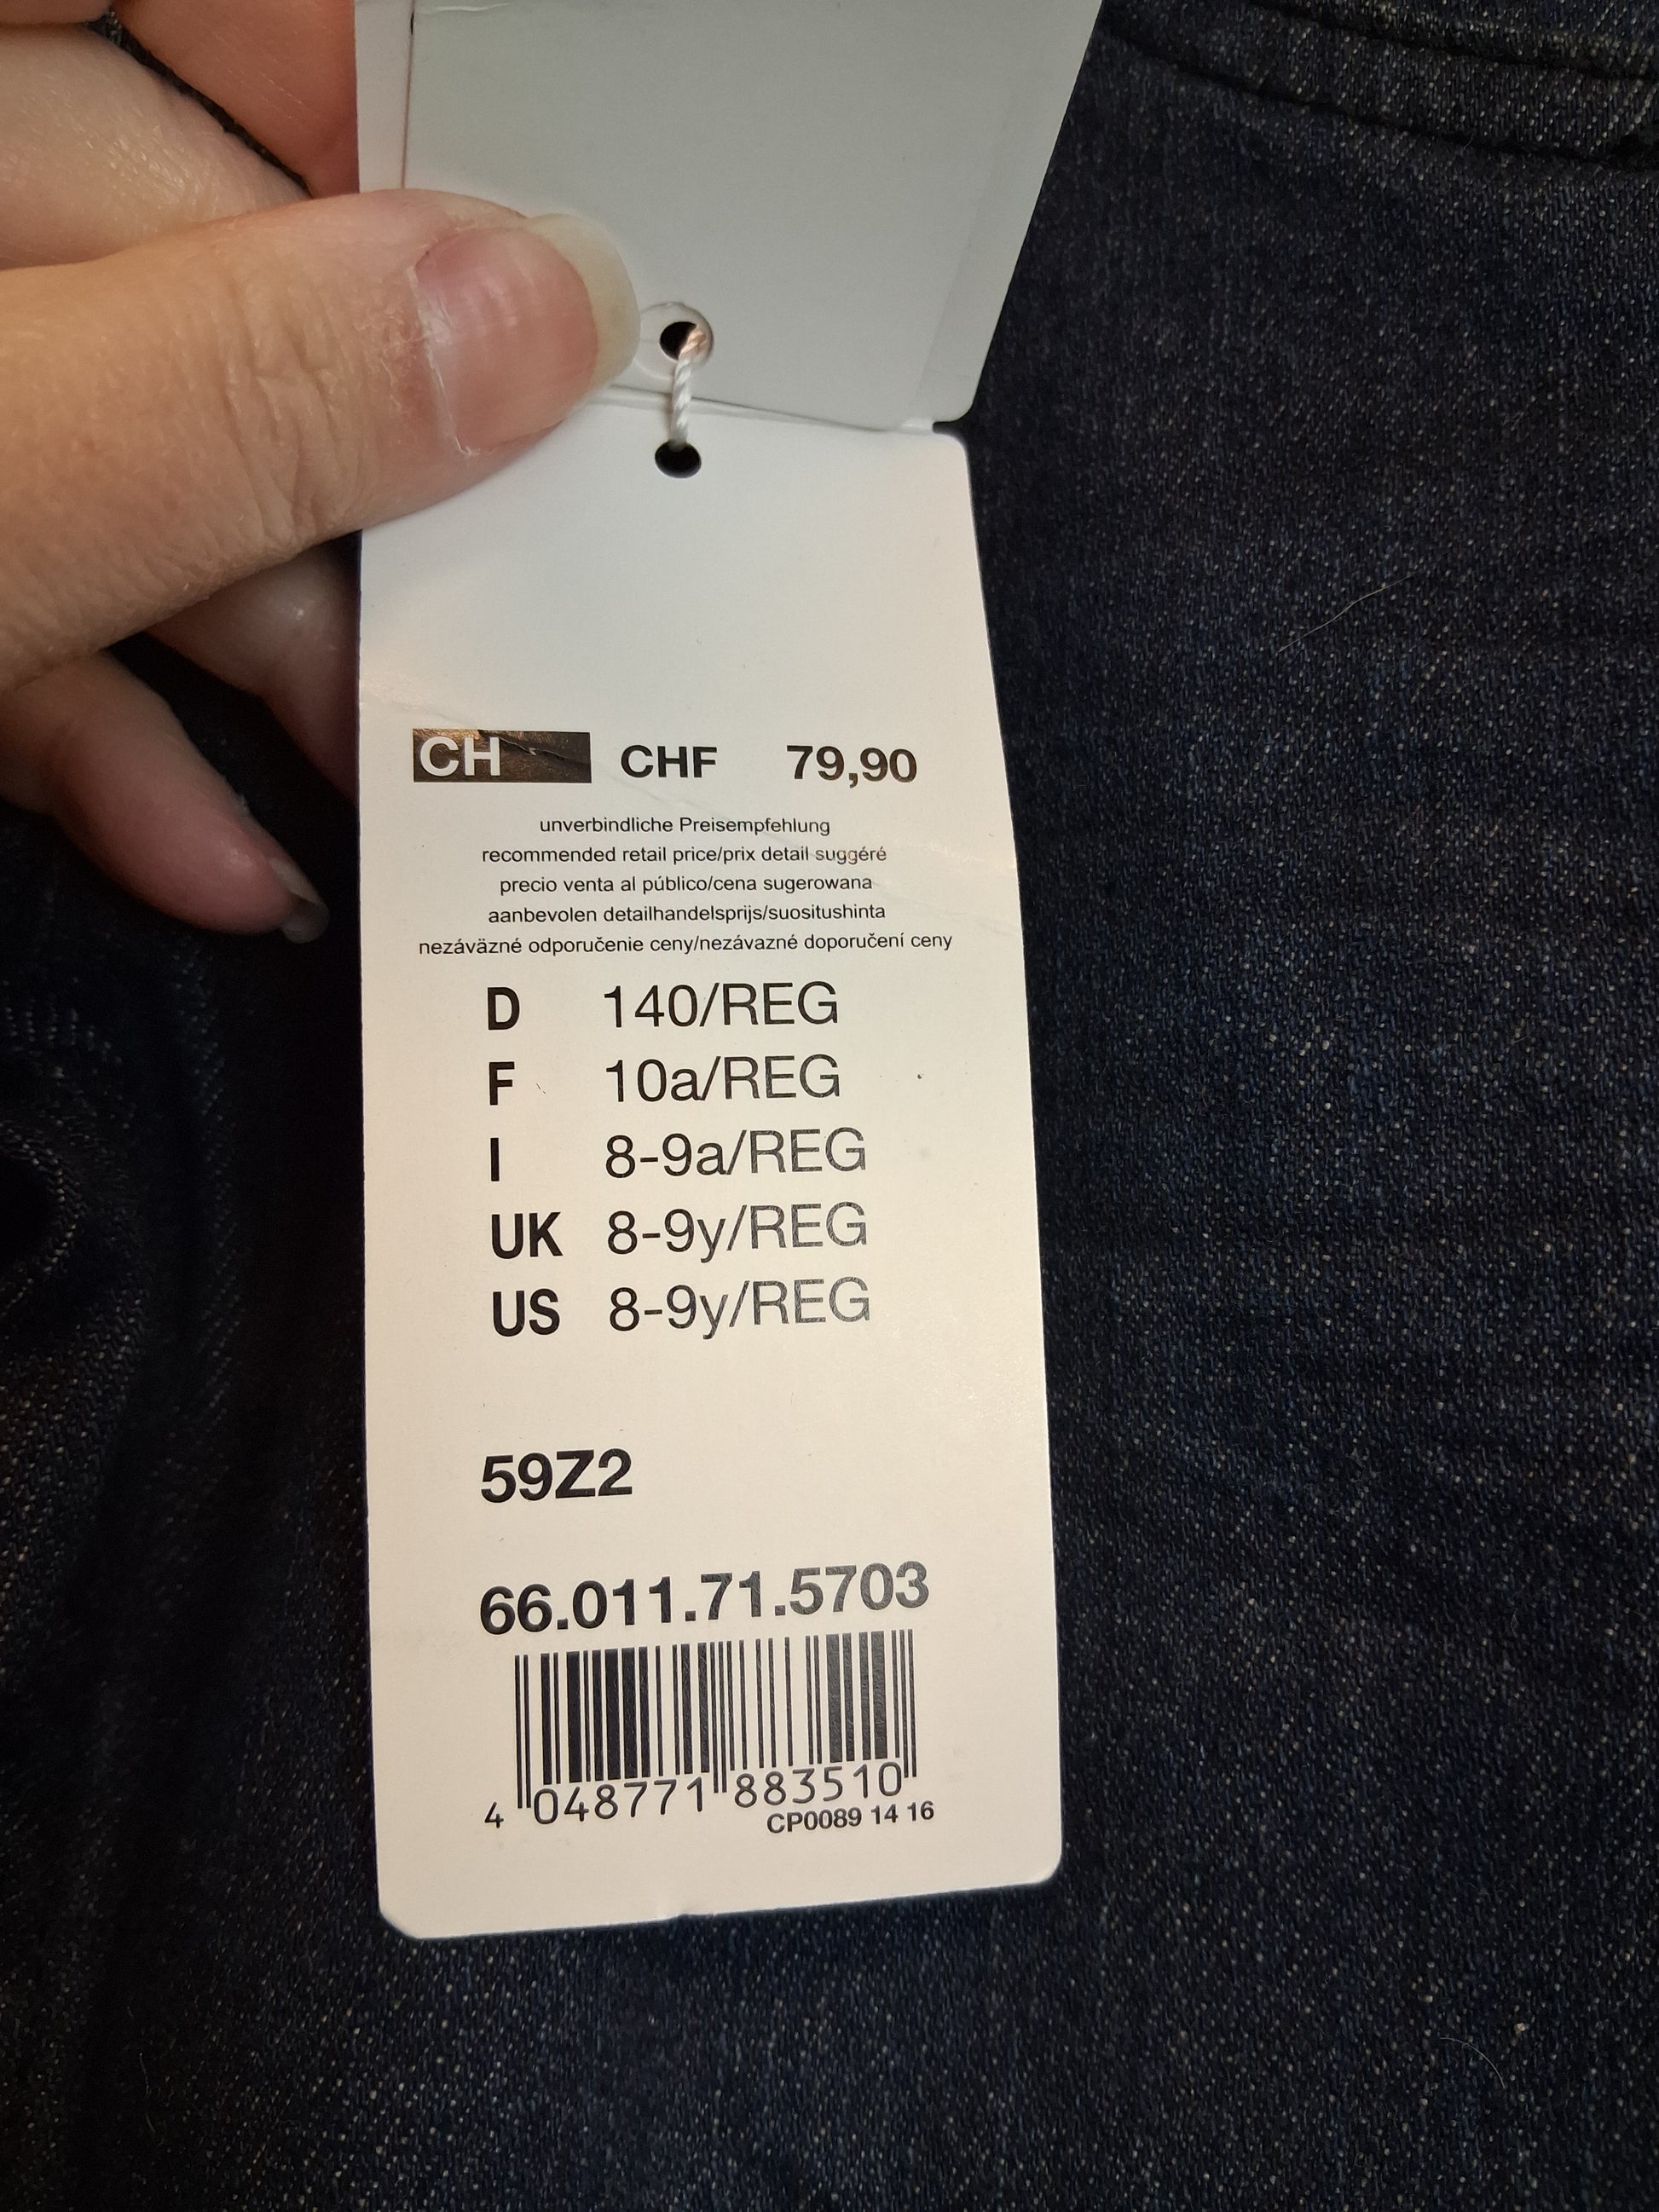 CH CHF 79,90
unverbindliche Preisempfehlung
recommended retail price/prix detail suggéré
precio venta al público/cena sugerowana
aanbevolen detailhandelsprijs/suositushinta
nezáväzné odporučenie ceny/nezávazné doporučení ceny
D 140/REG
F 10a/REG
I 8-9a/REG
UK 8-9y/REG
US 8-9y/REG
59Z2
66.011.71.5703
4 048771 883510
CP0089 14 16